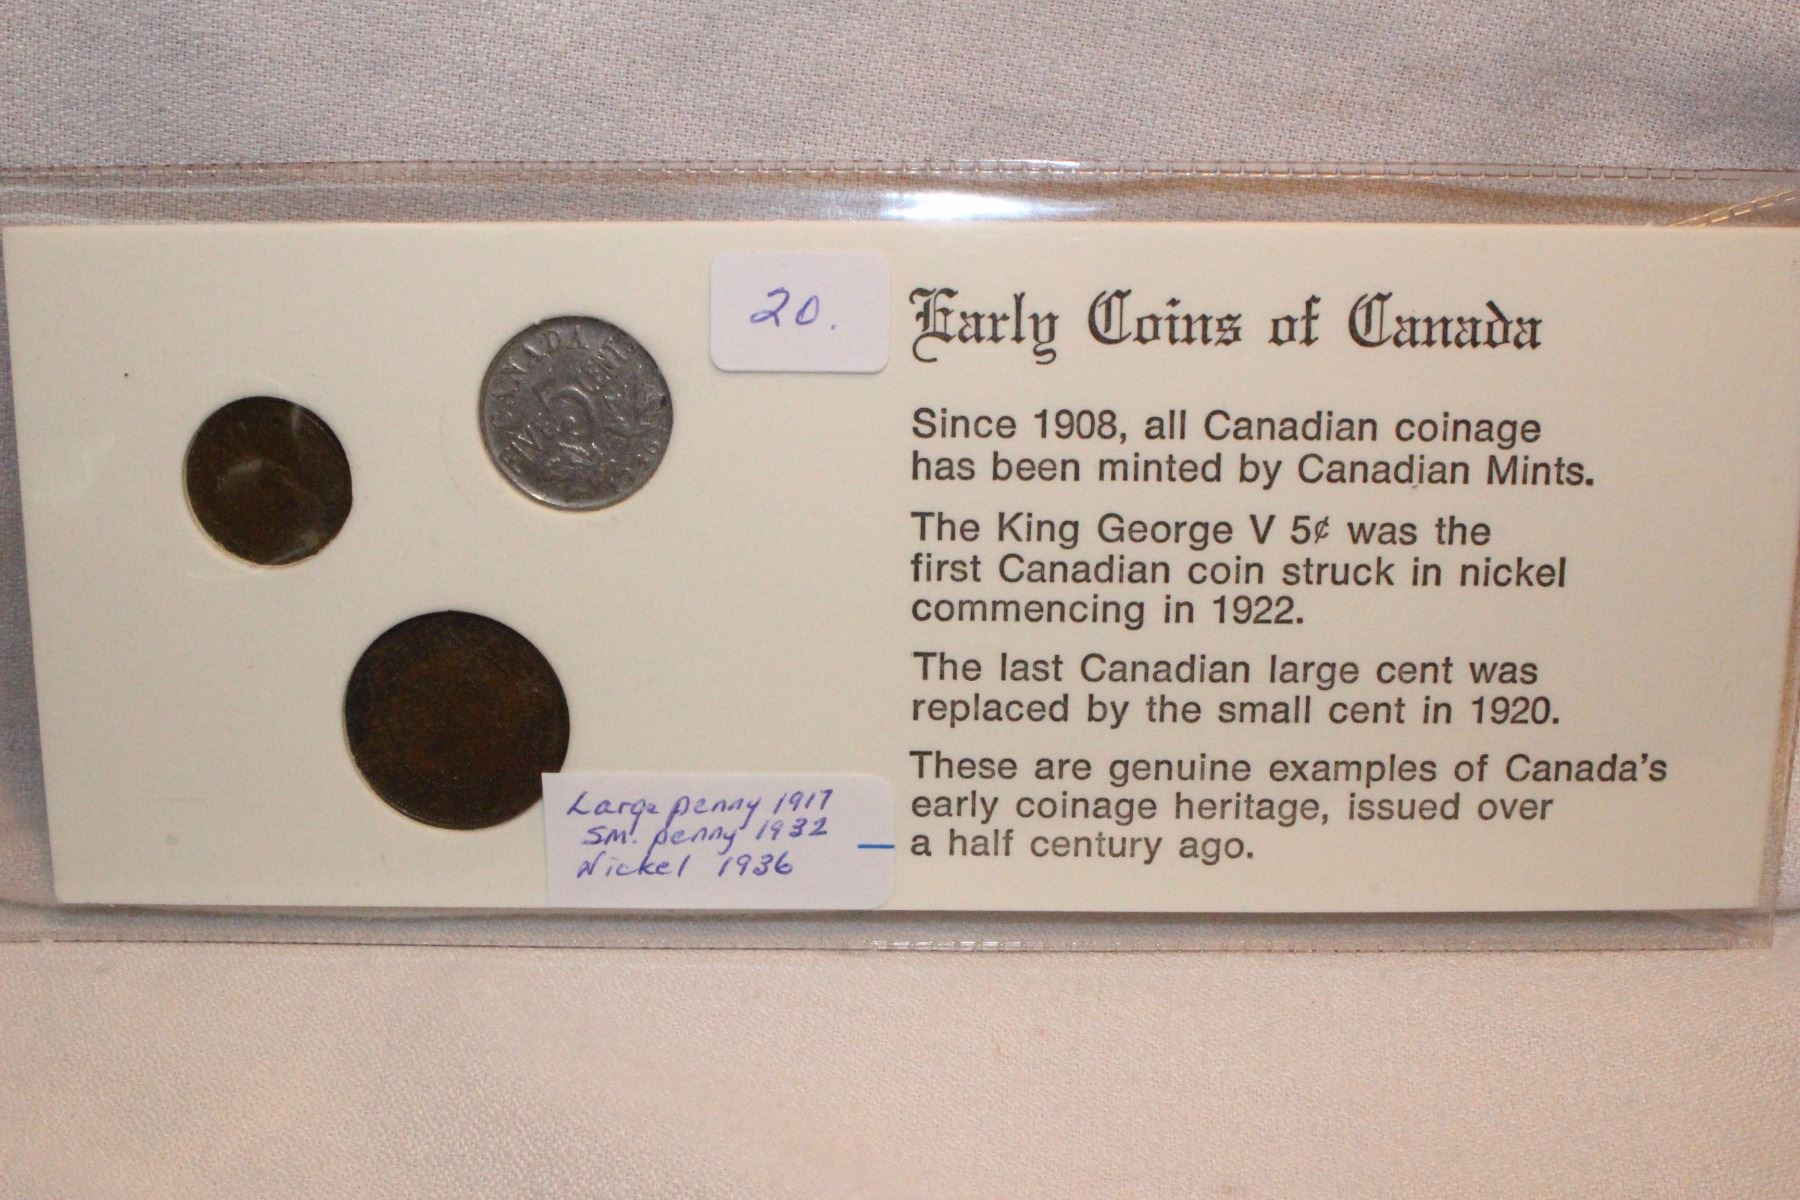 20.
Early Coins of Canada
Since 1908, all Canadian coinage
has been minted by Canadian Mints.
The King George V 5¢ was the
first Canadian coin struck in nickel
commencing in 1922.
The last Canadian large cent was
replaced by the small cent in 1920.
These are genuine examples of Canada's
early coinage heritage, issued over
a half century ago.
CANADA
5
FIVE CENTS
1936
Large penny 1917
Sm. penny 1932
Nickel 1936